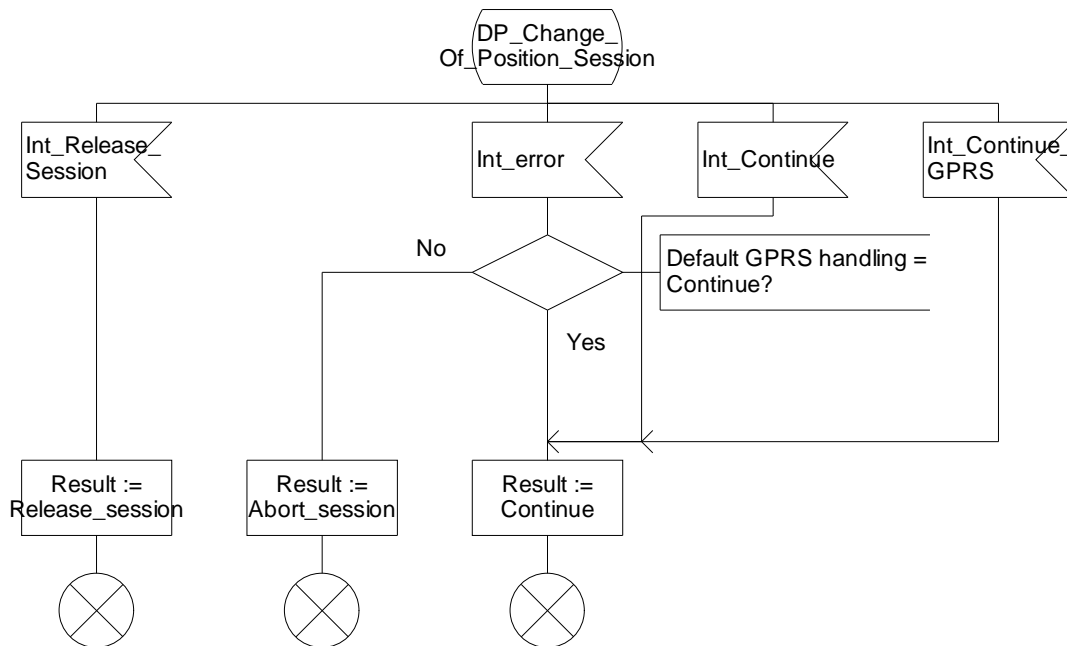 DP_Change_
Of_Position_Session
Int_Release_
Session
Int_error
Int_Continue
Int_Continue_
GPRS
No
Default GPRS handling =
Continue?
Yes
Result :=
Release_session
Result :=
Abort_session
Result :=
Continue